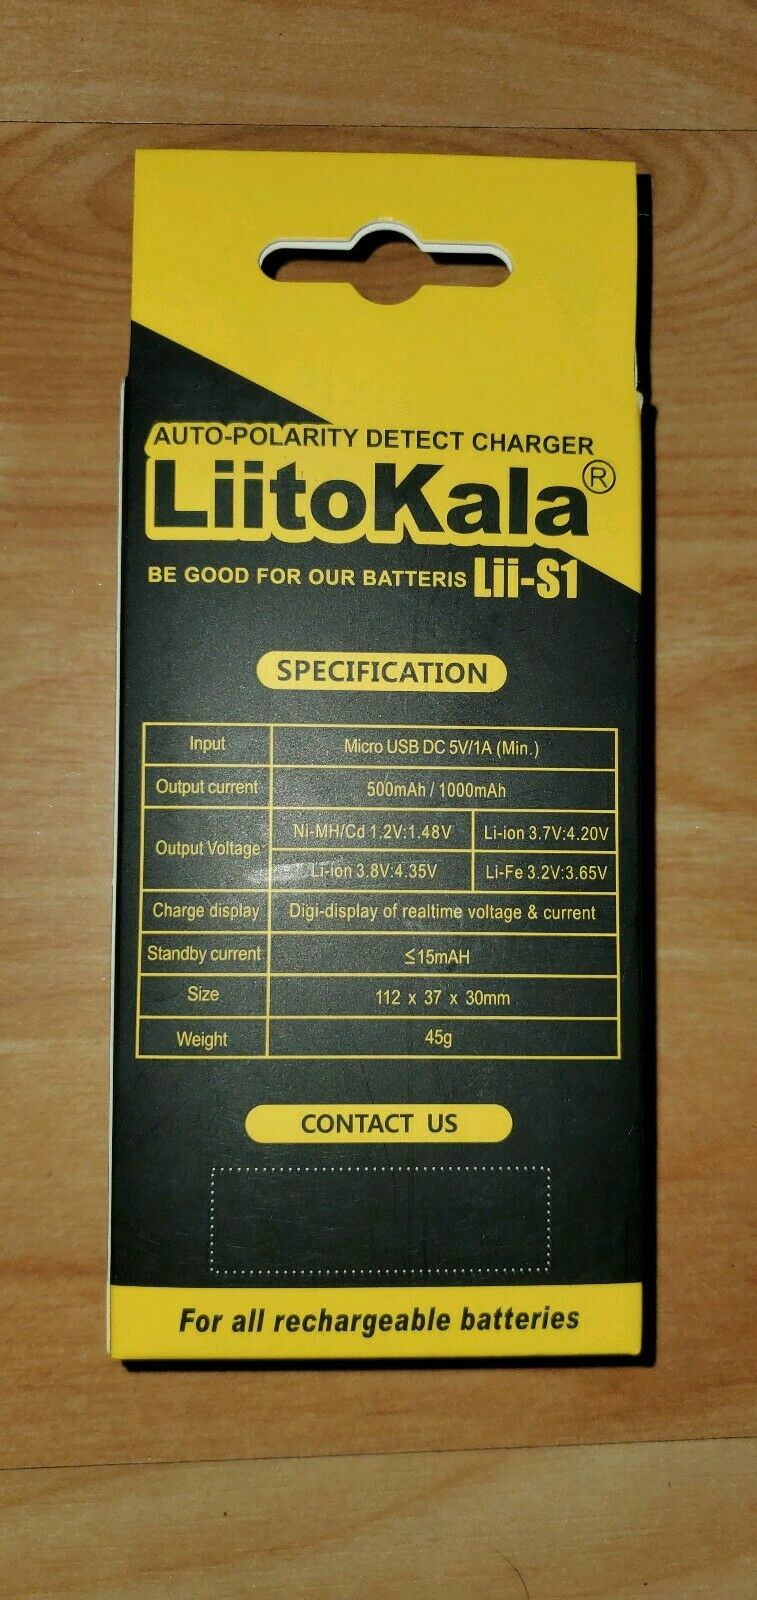 AUTO-POLARITY DETECT CHARGER
LiitoKala®
BE GOOD FOR OUR BATTERIS Lii-S1
SPECIFICATION
Input Micro USB DC 5V/1A (Min.)
Output current 500mAh / 1000mAh
Output Voltage Ni-MH/Cd 1.2V:1.48V Li-ion 3.7V:4.20V
Li-ion 3.8V:4.35V Li-Fe 3.2V:3.65V
Charge display Digi-display of realtime voltage & current
Standby current ≤15mAH
Size 112 x 37 x 30mm
Weight 45g
CONTACT US
For all rechargeable batteries